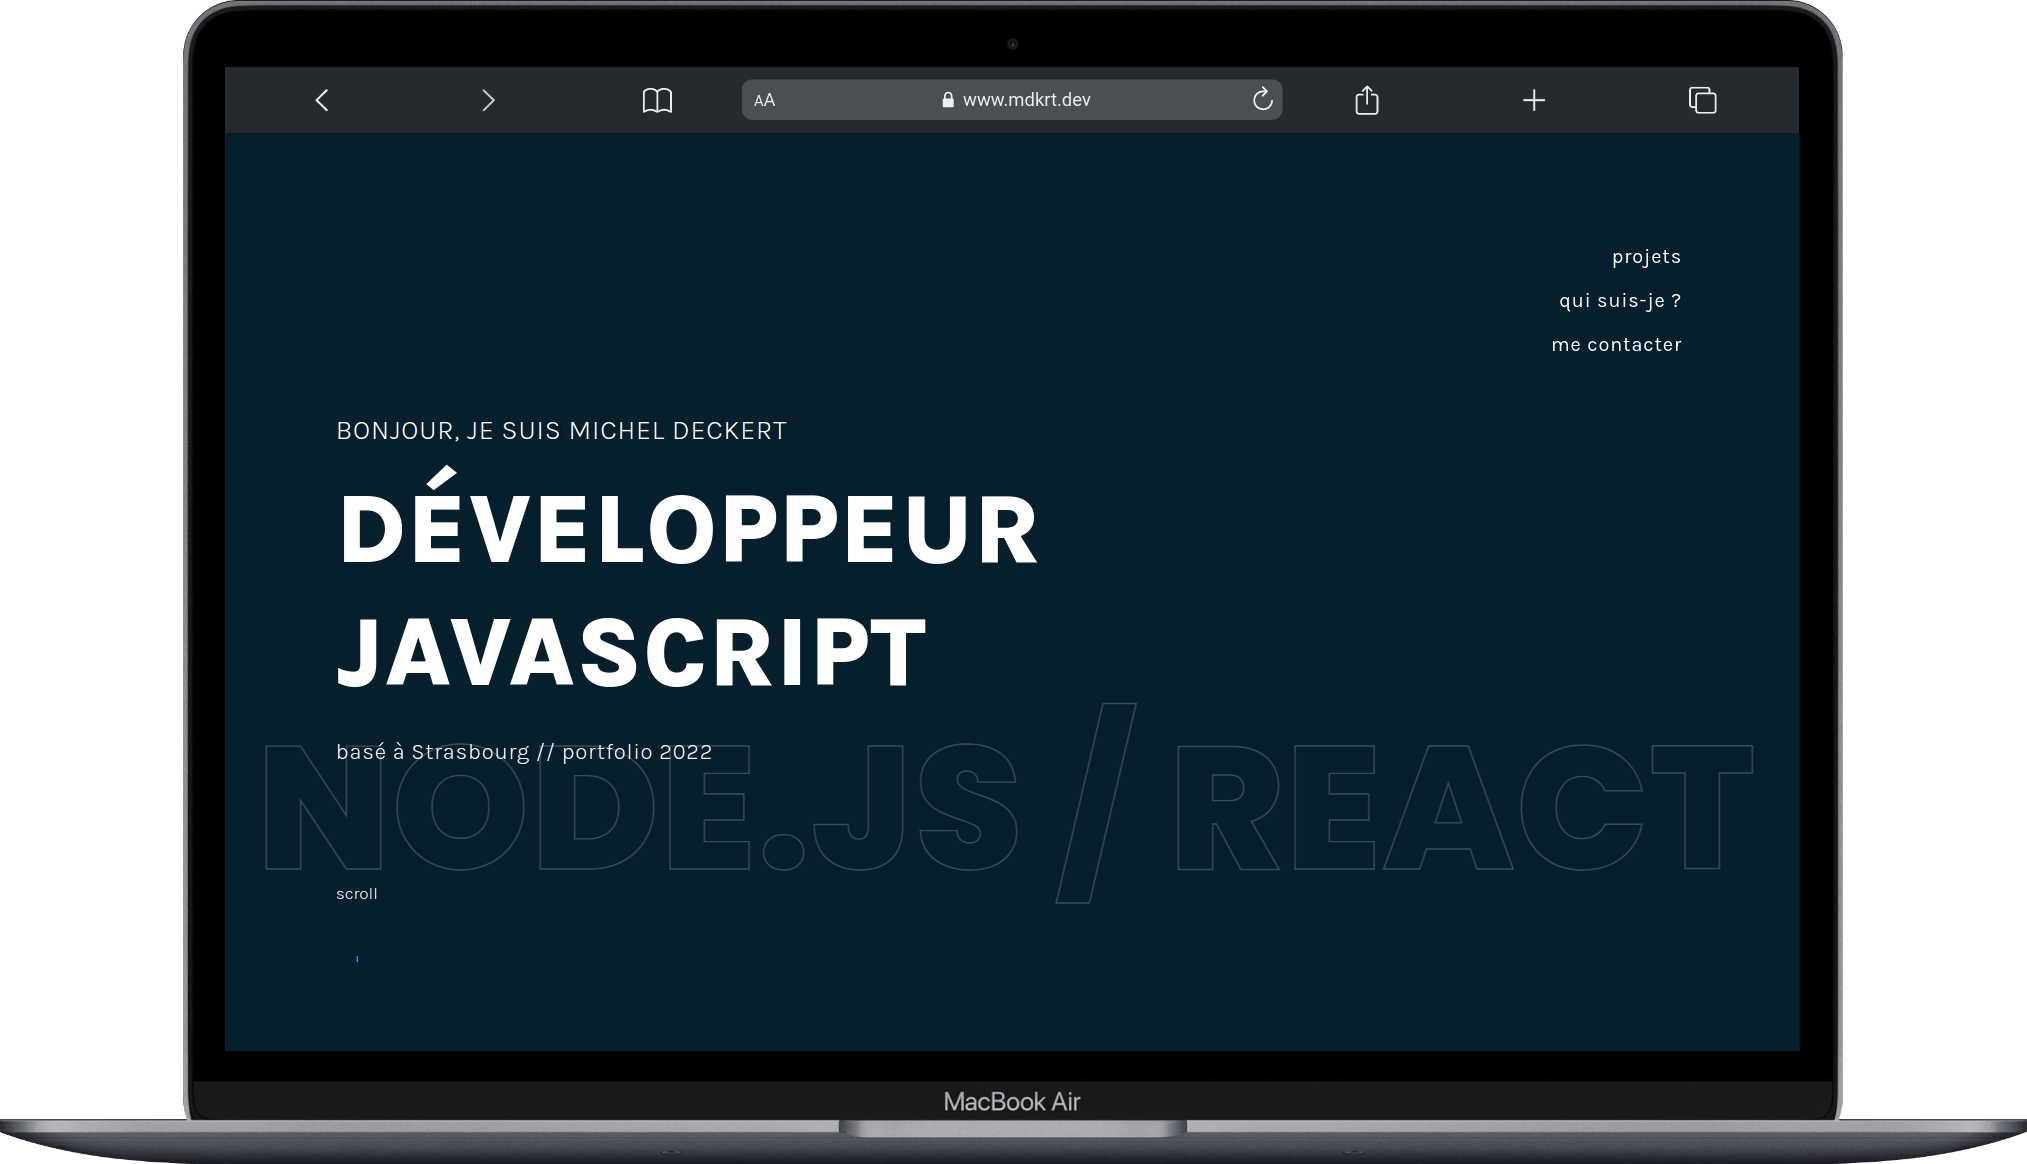 AA
www.mdkrt.dev
projets
qui suis-je ?
me contacter
BONJOUR, JE SUIS MICHEL DECKERT
DÉVELOPPEUR
JAVASCRIPT
basé à Strasbourg // portfolio 2022
NODE.JS / REACT
scroll
MacBook Air